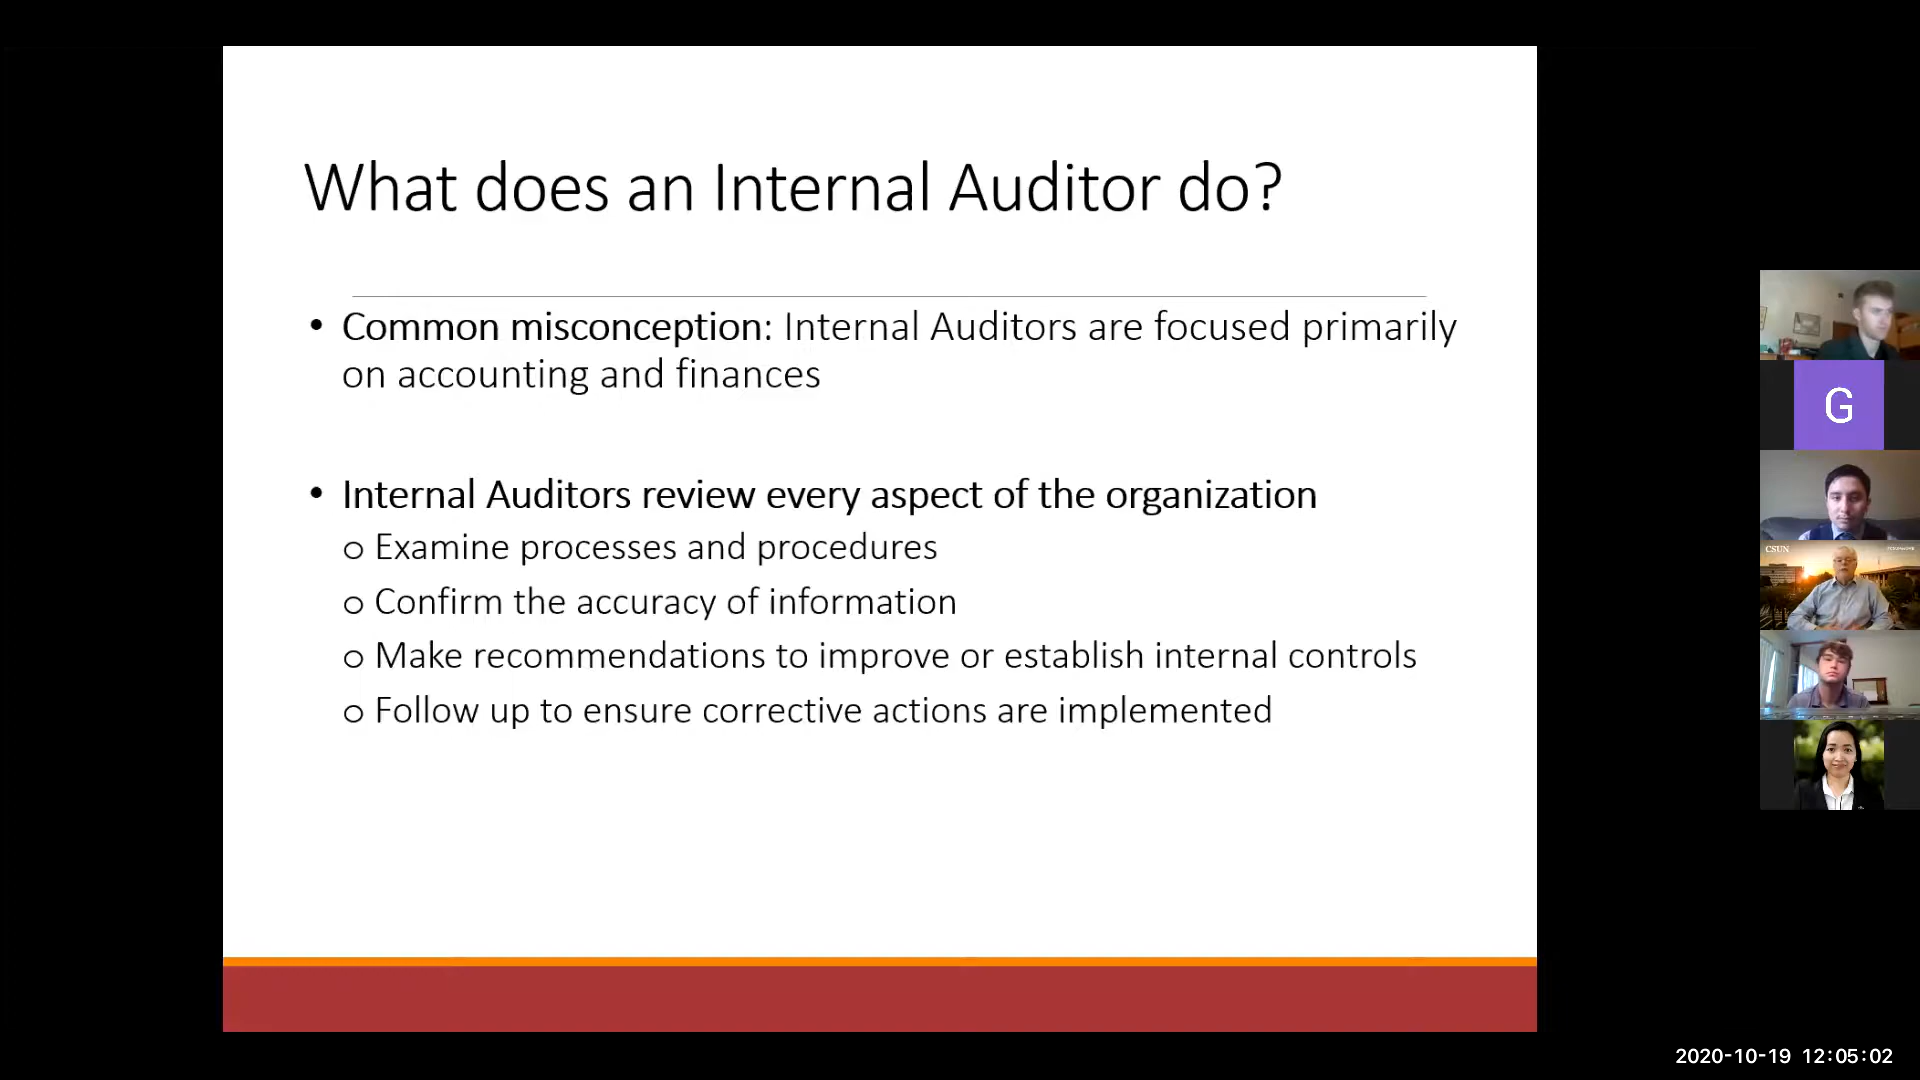 What does an Internal Auditor do?
• Common misconception: Internal Auditors are focused primarily
on accounting and finances
• Internal Auditors review every aspect of the organization
o Examine processes and procedures
o Confirm the accuracy of information
o Make recommendations to improve or establish internal controls
o Follow up to ensure corrective actions are implemented
G
CSUN
2020-10-19 12:05:02